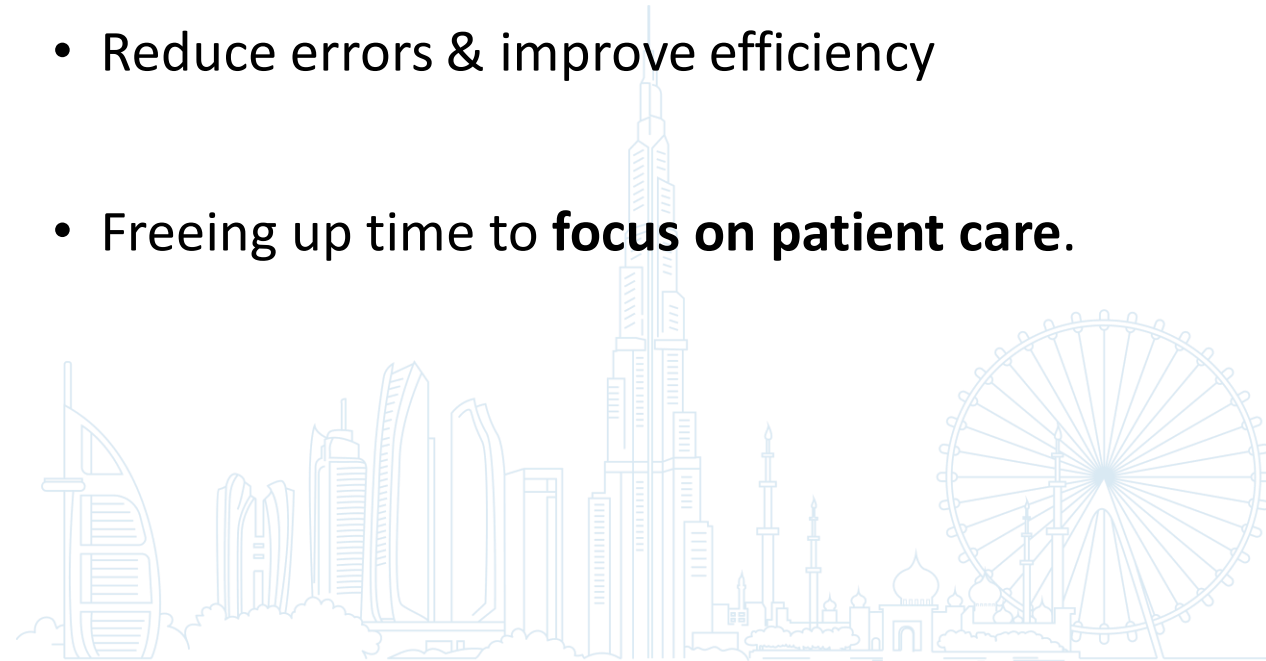 • Reduce errors & improve efficiency
• Freeing up time to focus on patient care.